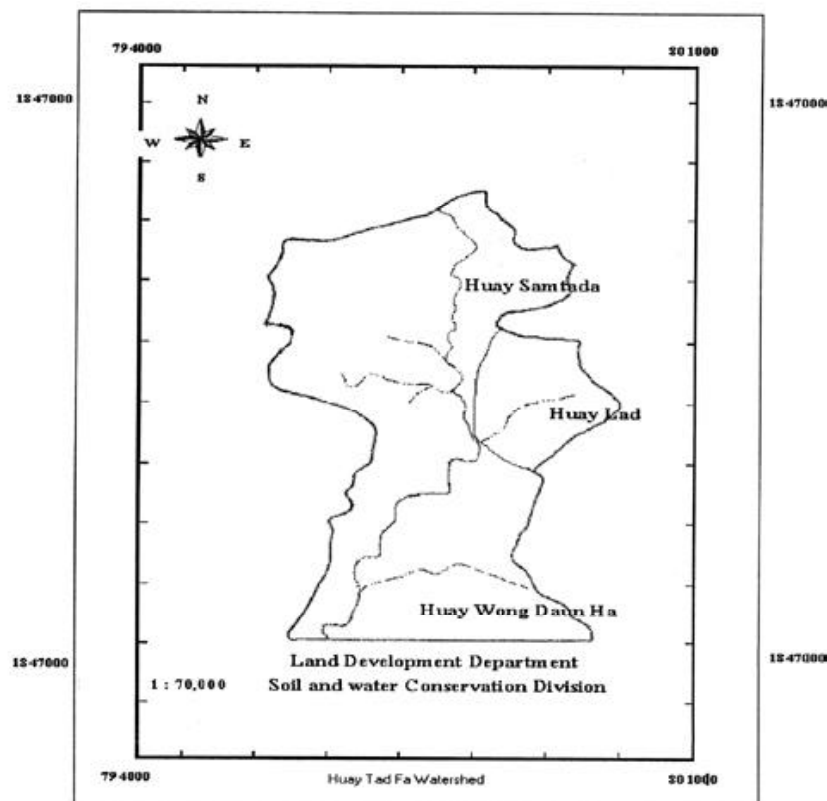 794000 801000
1847000 1847000
N
W E
S
Huay Samtada
Huay Lad
Huay Wong Daun Ha
Land Development Department
1847000 1847000
1 : 70,000 Soil and water Conservation Division
794000 801000
Huay Tad Fa Watershed